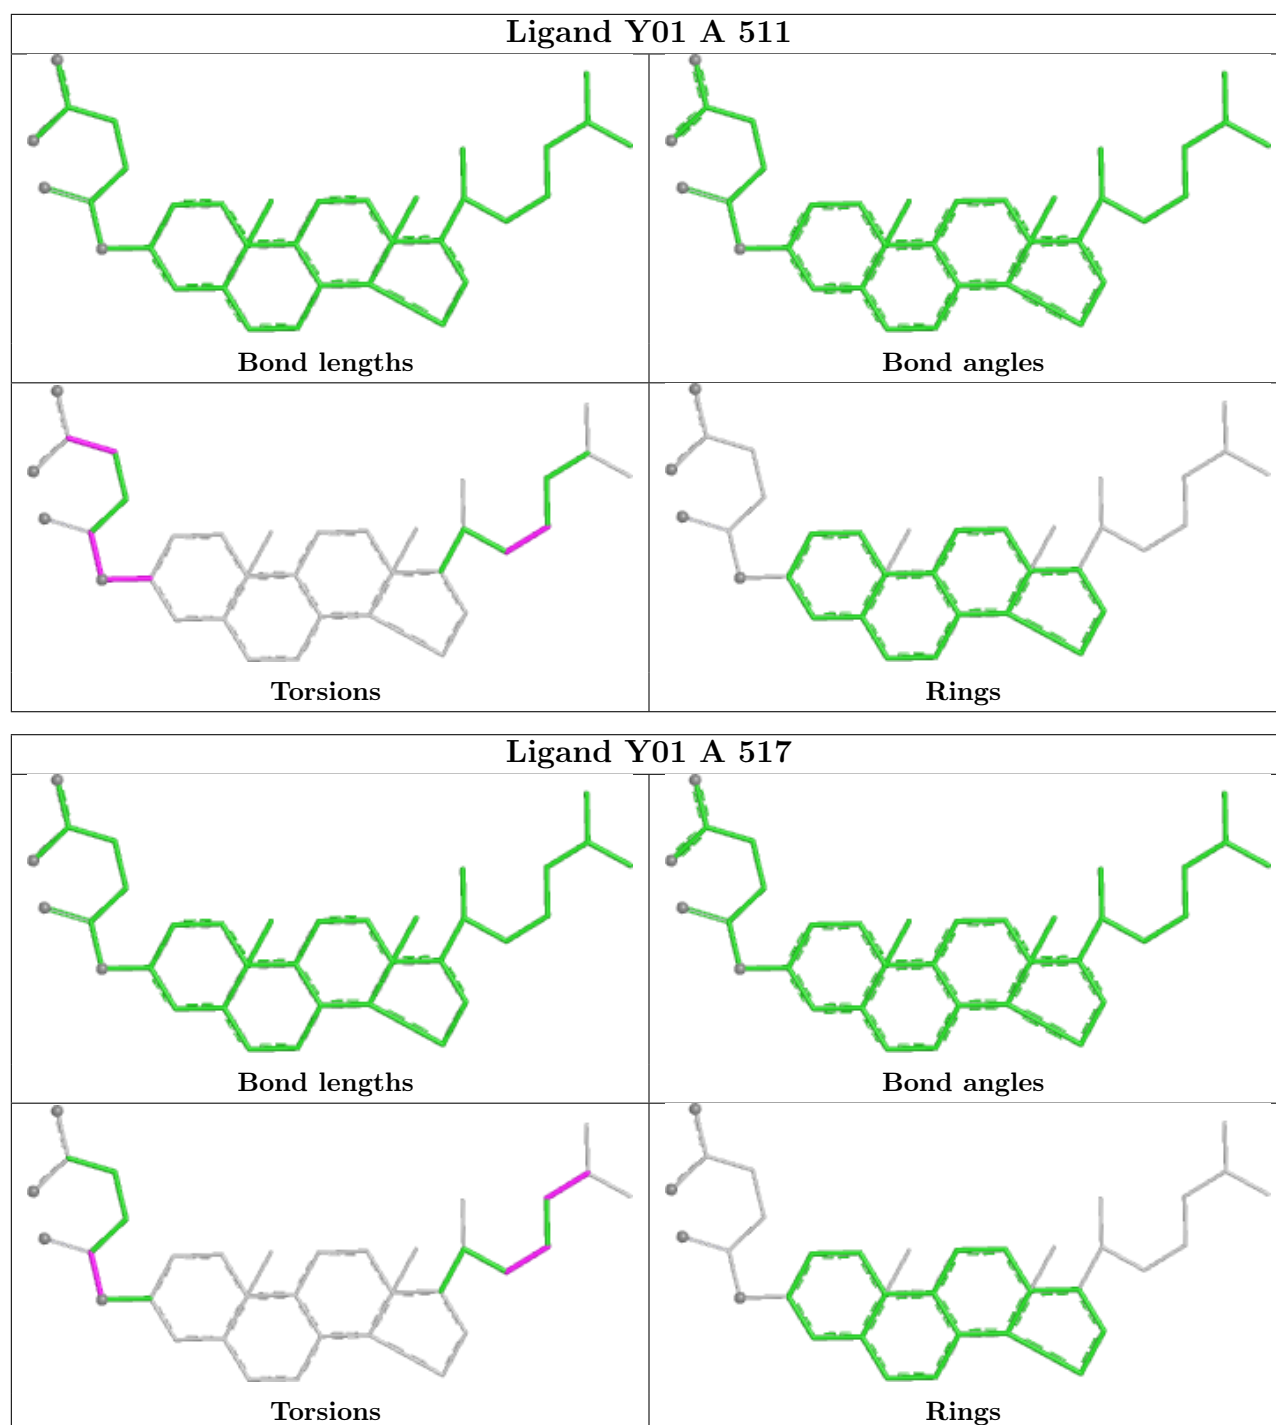 Ligand Y01 A 511
Bond lengths
Bond angles
Torsions
Rings
Ligand Y01 A 517
Bond lengths
Bond angles
Torsions
Rings